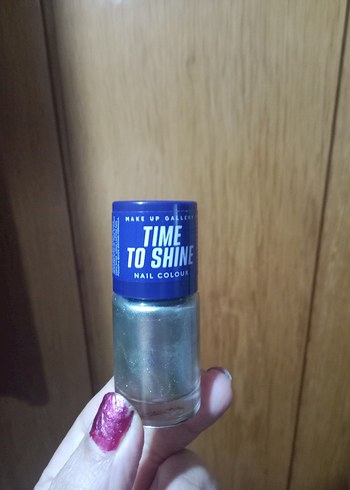 MAKE UP GALLERY
TIME
TO SHINE
NAIL COLOUR